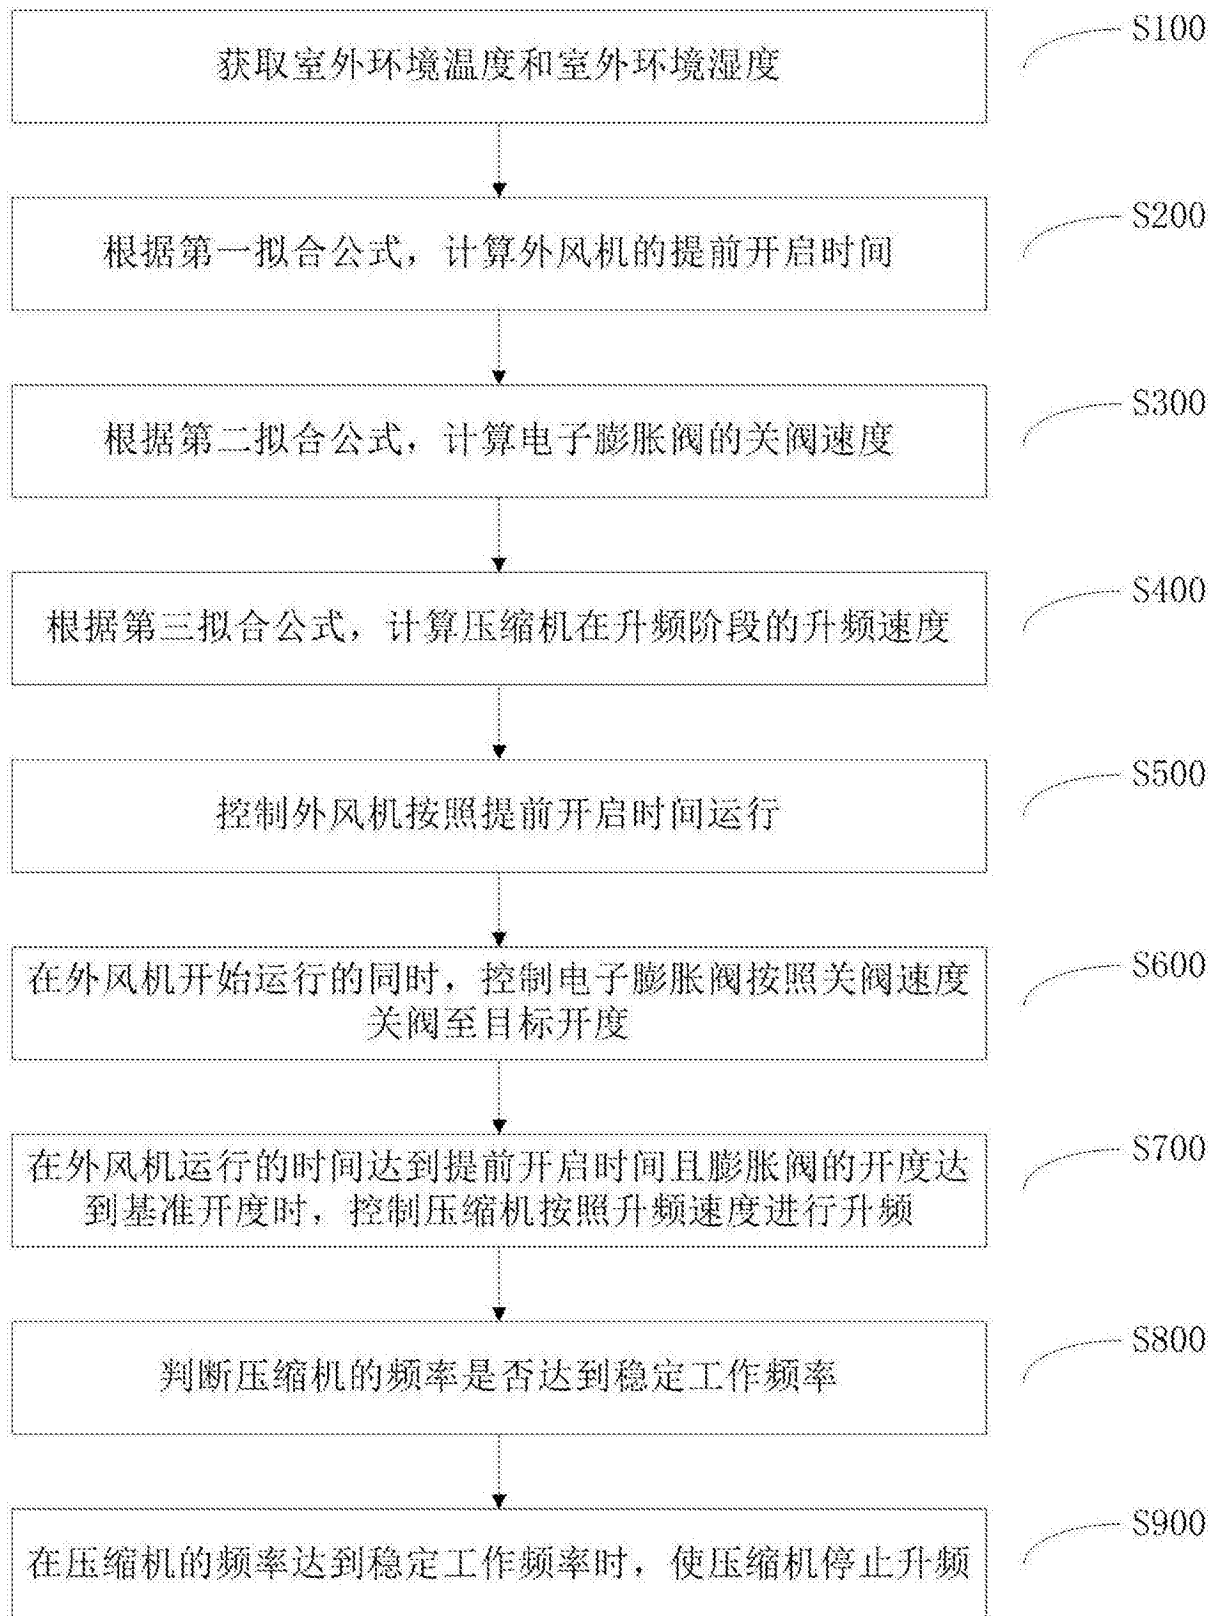 获取室外环境温度和室外环境湿度
S100
根据第一拟合公式，计算外风机的提前开启时间
S200
根据第二拟合公式，计算电子膨胀阀的关阀速度
S300
根据第三拟合公式，计算压缩机在升频阶段的升频速度
S400
控制外风机按照提前开启时间运行
S500
在外风机开始运行的同时，控制电子膨胀阀按照关阀速度
关阀至目标开度
S600
在外风机运行的时间达到提前开启时间且膨胀阀的开度达
到基准开度时，控制压缩机按照升频速度进行升频
S700
判断压缩机的频率是否达到稳定工作频率
S800
在压缩机的频率达到稳定工作频率时，使压缩机停止升频
S900